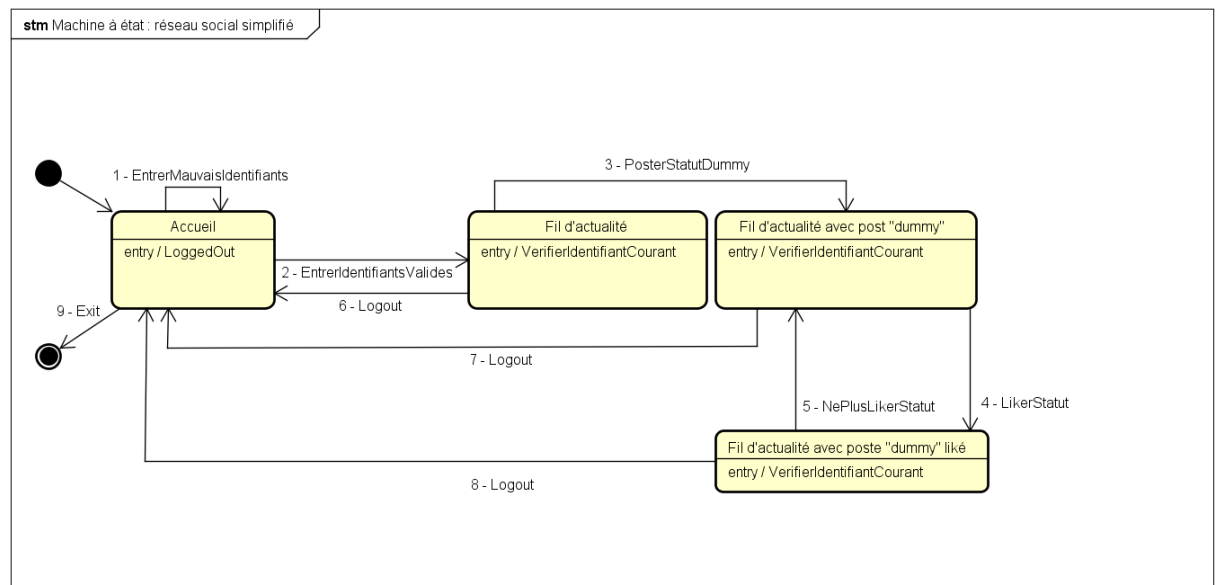 stm Machine à état : réseau social simplifié
3 - PosterStatutDummy
1 - EntrerMauvaisIdentifiants
Accueil
entry / LoggedOut
Fil d'actualité
entry / VerifierIdentifiantCourant
Fil d'actualité avec post "dummy"
entry / VerifierIdentifiantCourant
2 - EntrerIdentifiantsValides
6 - Logout
9 - Exit
7 - Logout
5 - NePlusLikerStatut
4 - LikerStatut
Fil d'actualité avec poste "dummy" liké
entry / VerifierIdentifiantCourant
8 - Logout